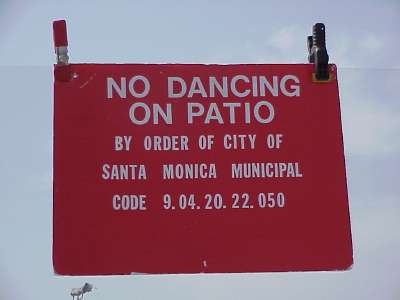 NO DANCING
ON PATIO
BY ORDER OF CITY OF
SANTA MONICA MUNICIPAL
CODE 9.04.20.22.050